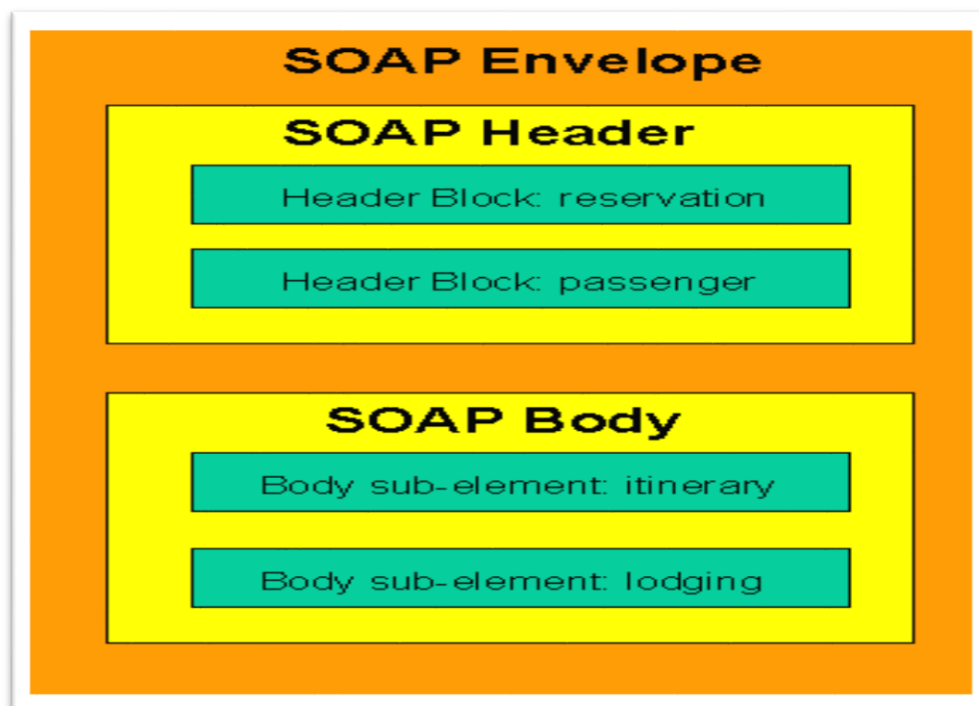 SOAP Envelope
SOAP Header
Header Block: reservation
Header Block: passenger
SOAP Body
Body sub-element: itinerary
Body sub-element: lodging